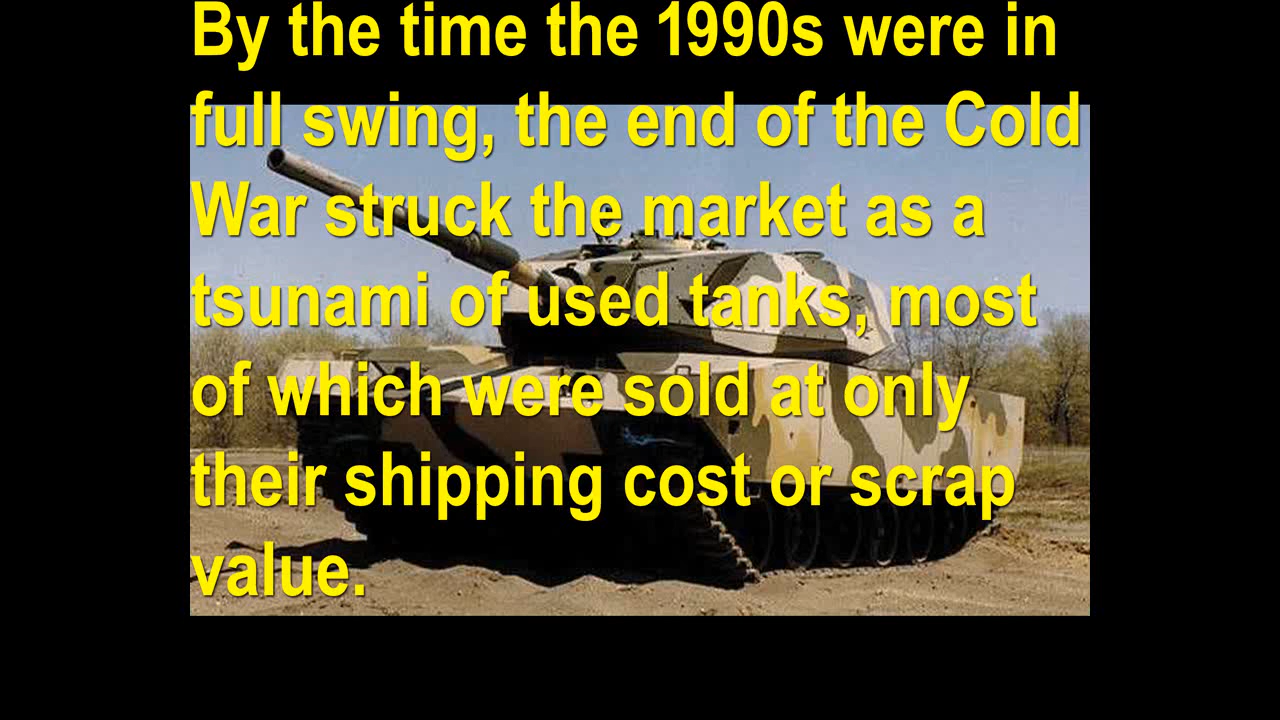 By the time the 1990s were in
full swing, the end of the Cold
War struck the market as a
tsunami of used tanks, most
of which were sold at only
their shipping cost or scrap
value.